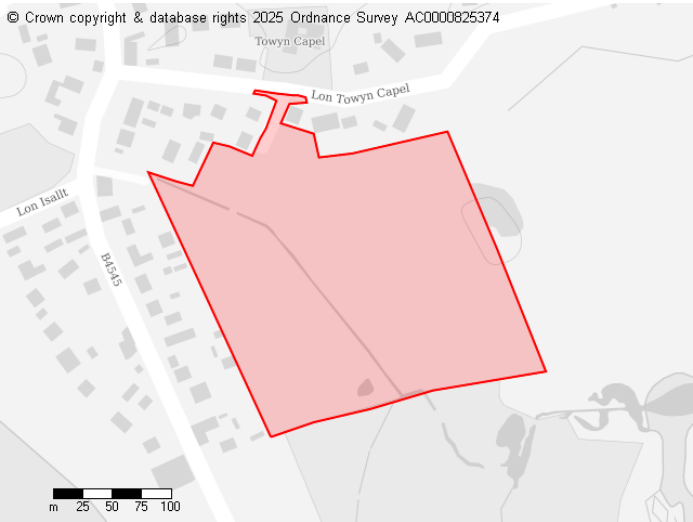 © Crown copyright & database rights 2025 Ordnance Survey AC0000825374
Towyn Capel
Lon Towyn Capel
Lon Isallt
B4545
m 25 50 75 100